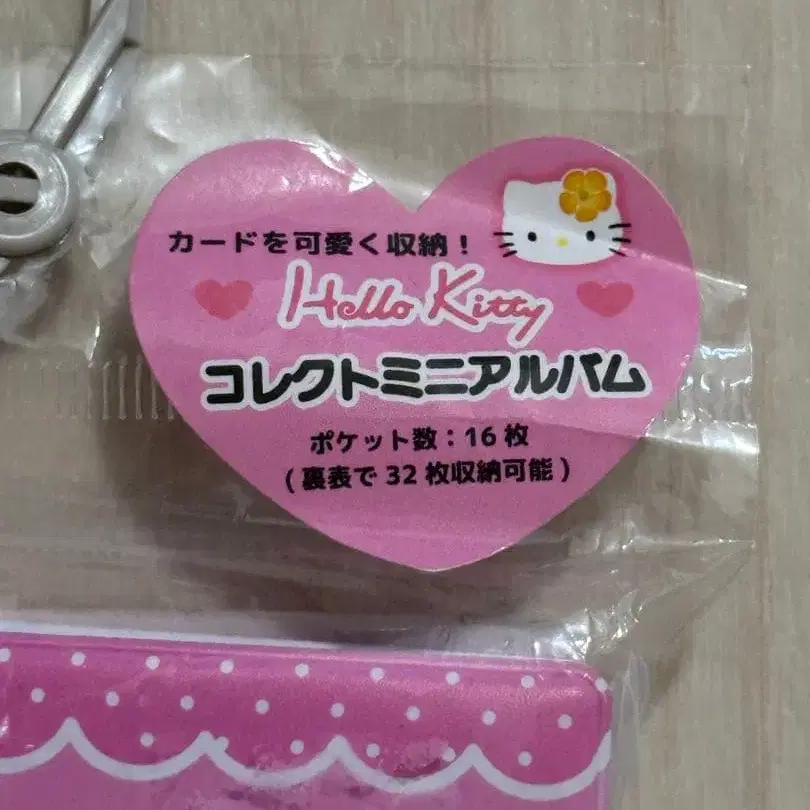 カードを可愛く収納！
Hello Kitty
コレクトミニアルバム
ポケット数：16枚
(裏表で32枚収納可能)